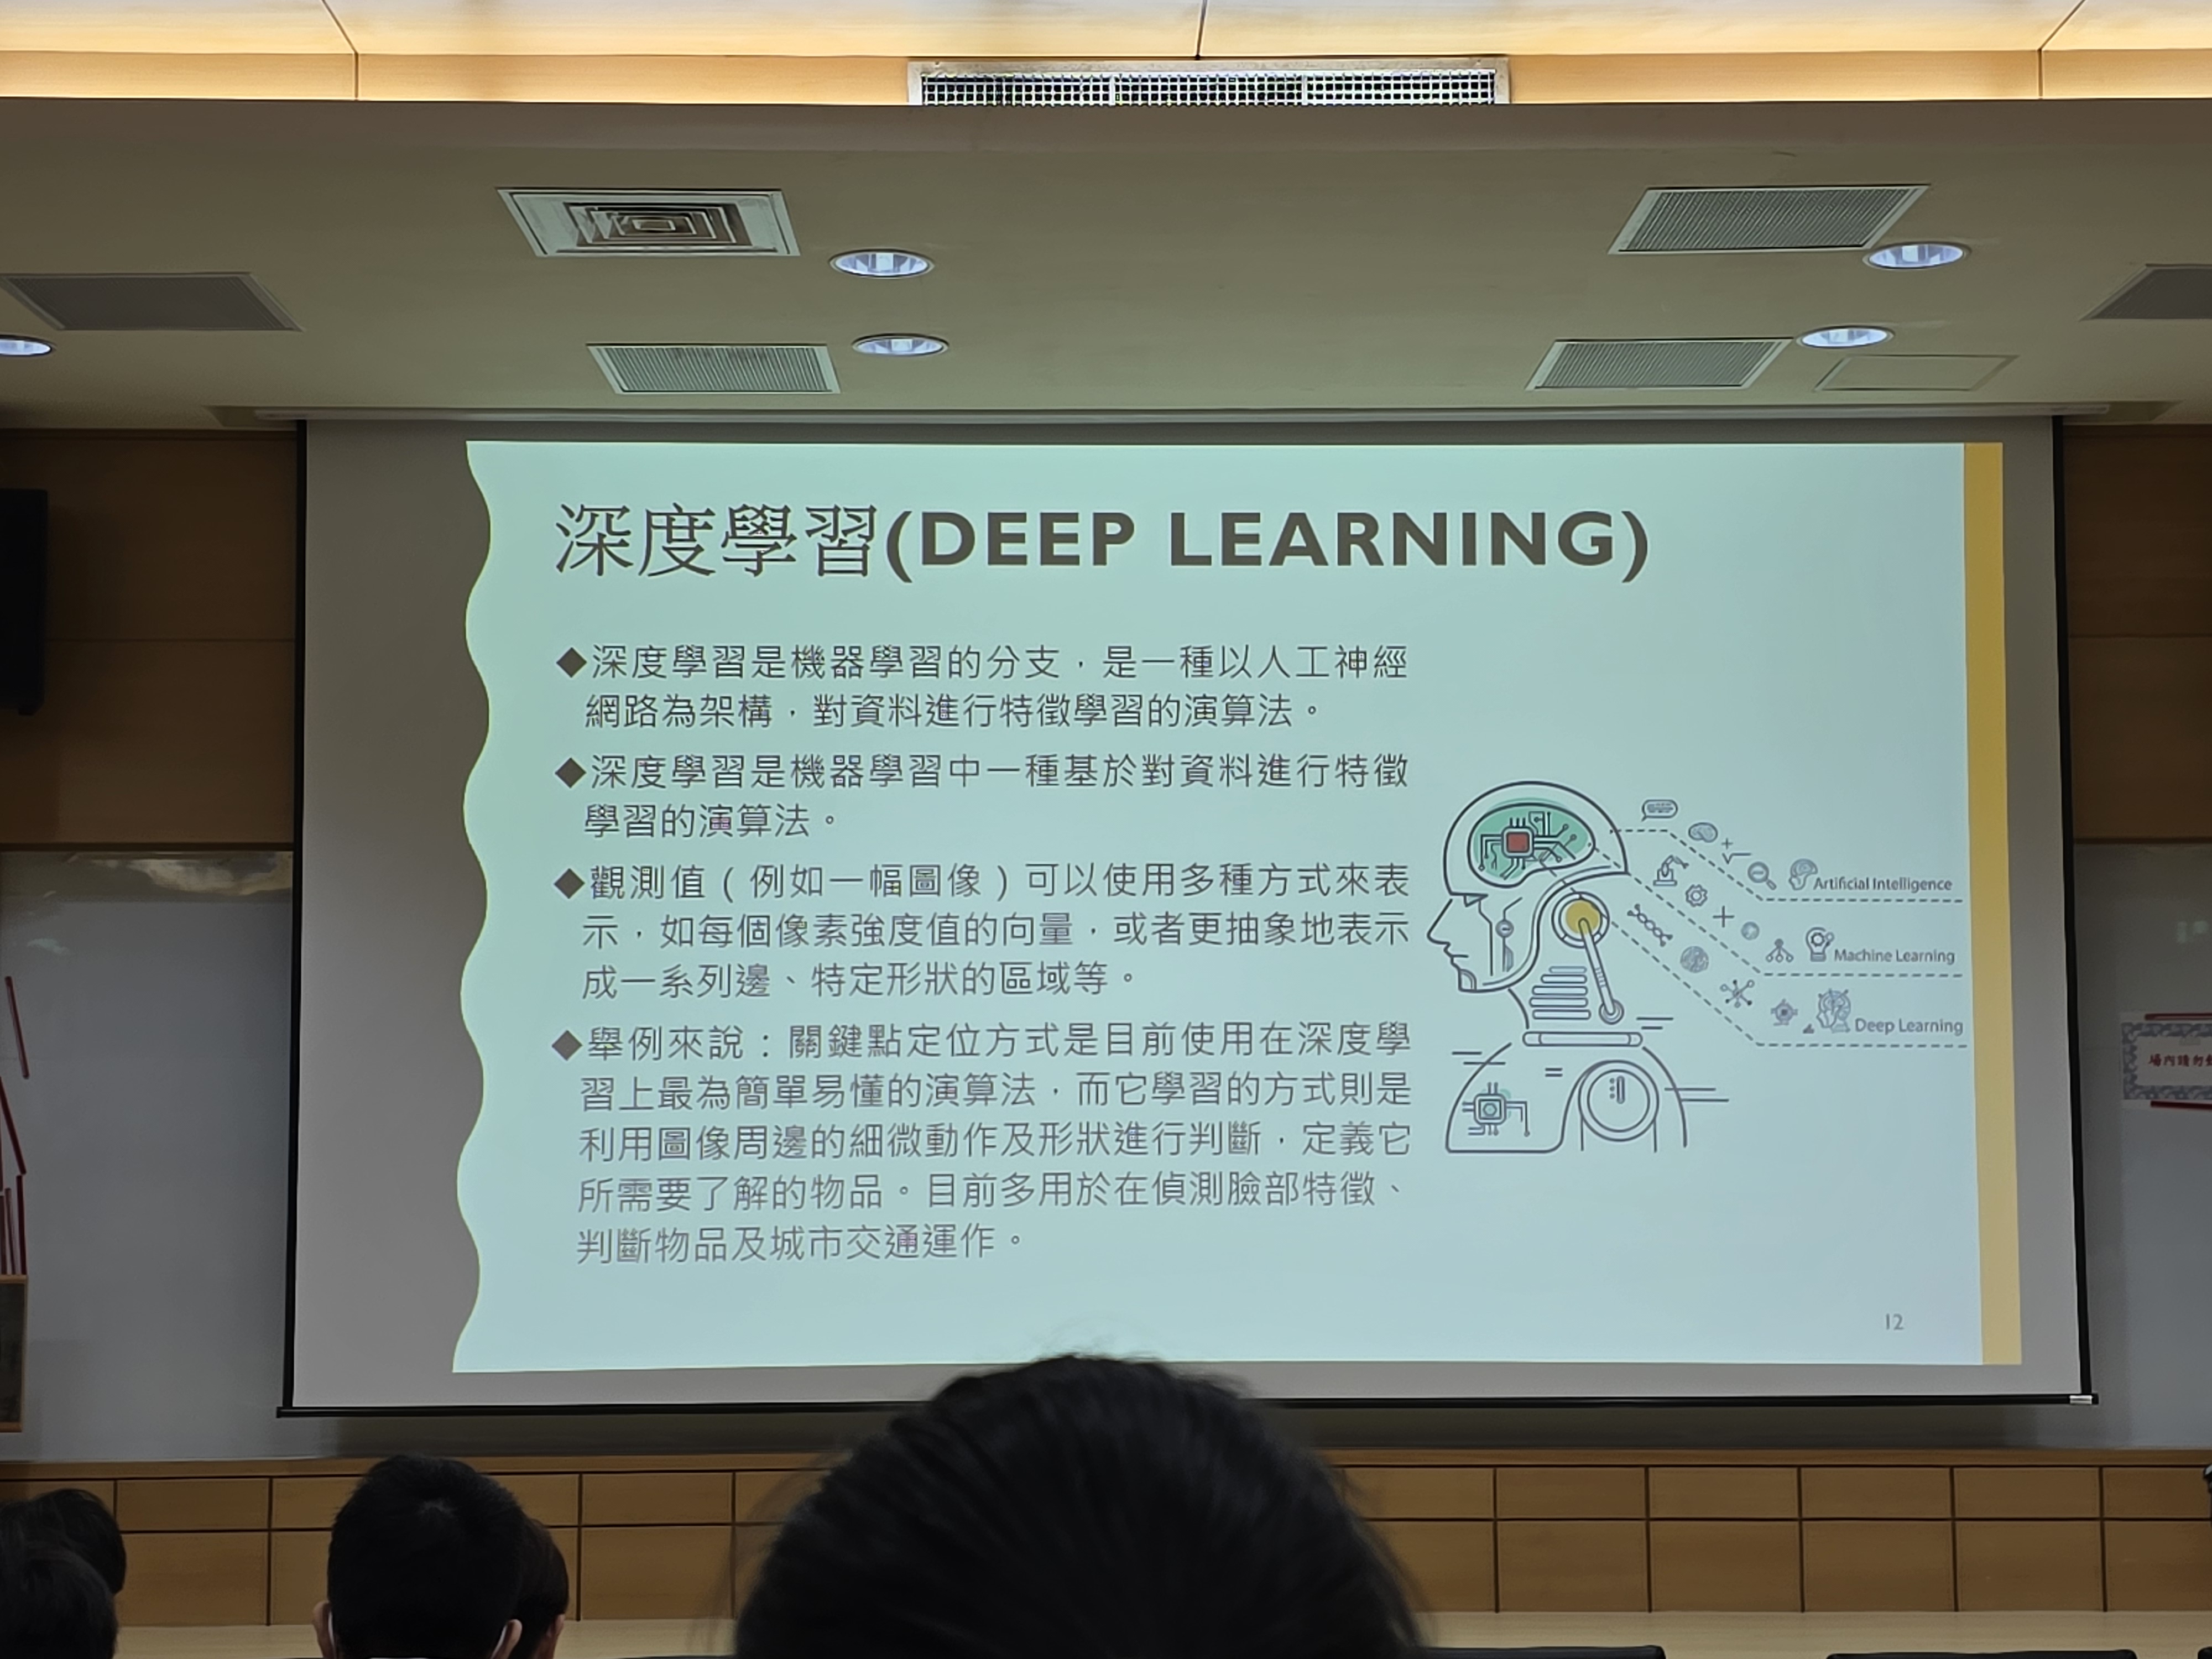 深度學習(DEEP LEARNING)
◆深度學習是機器學習的分支，是一種以人工神經
網路為架構，對資料進行特徵學習的演算法。
◆深度學習是機器學習中一種基於對資料進行特徵
學習的演算法。
◆觀測值（例如一幅圖像）可以使用多種方式來表
示，如每個像素強度值的向量，或者更抽象地表示
成一系列邊、特定形狀的區域等。
◆舉例來說：關鍵點定位方式是目前使用在深度學
習上最為簡單易懂的演算法，而它學習的方式則是
利用圖像周邊的細微動作及形狀進行判斷，定義它
所需要了解的物品。目前多用於在偵測臉部特徵、
判斷物品及城市交通運作。
Artificial Intelligence
Machine Learning
Deep Learning
12
場內請勿